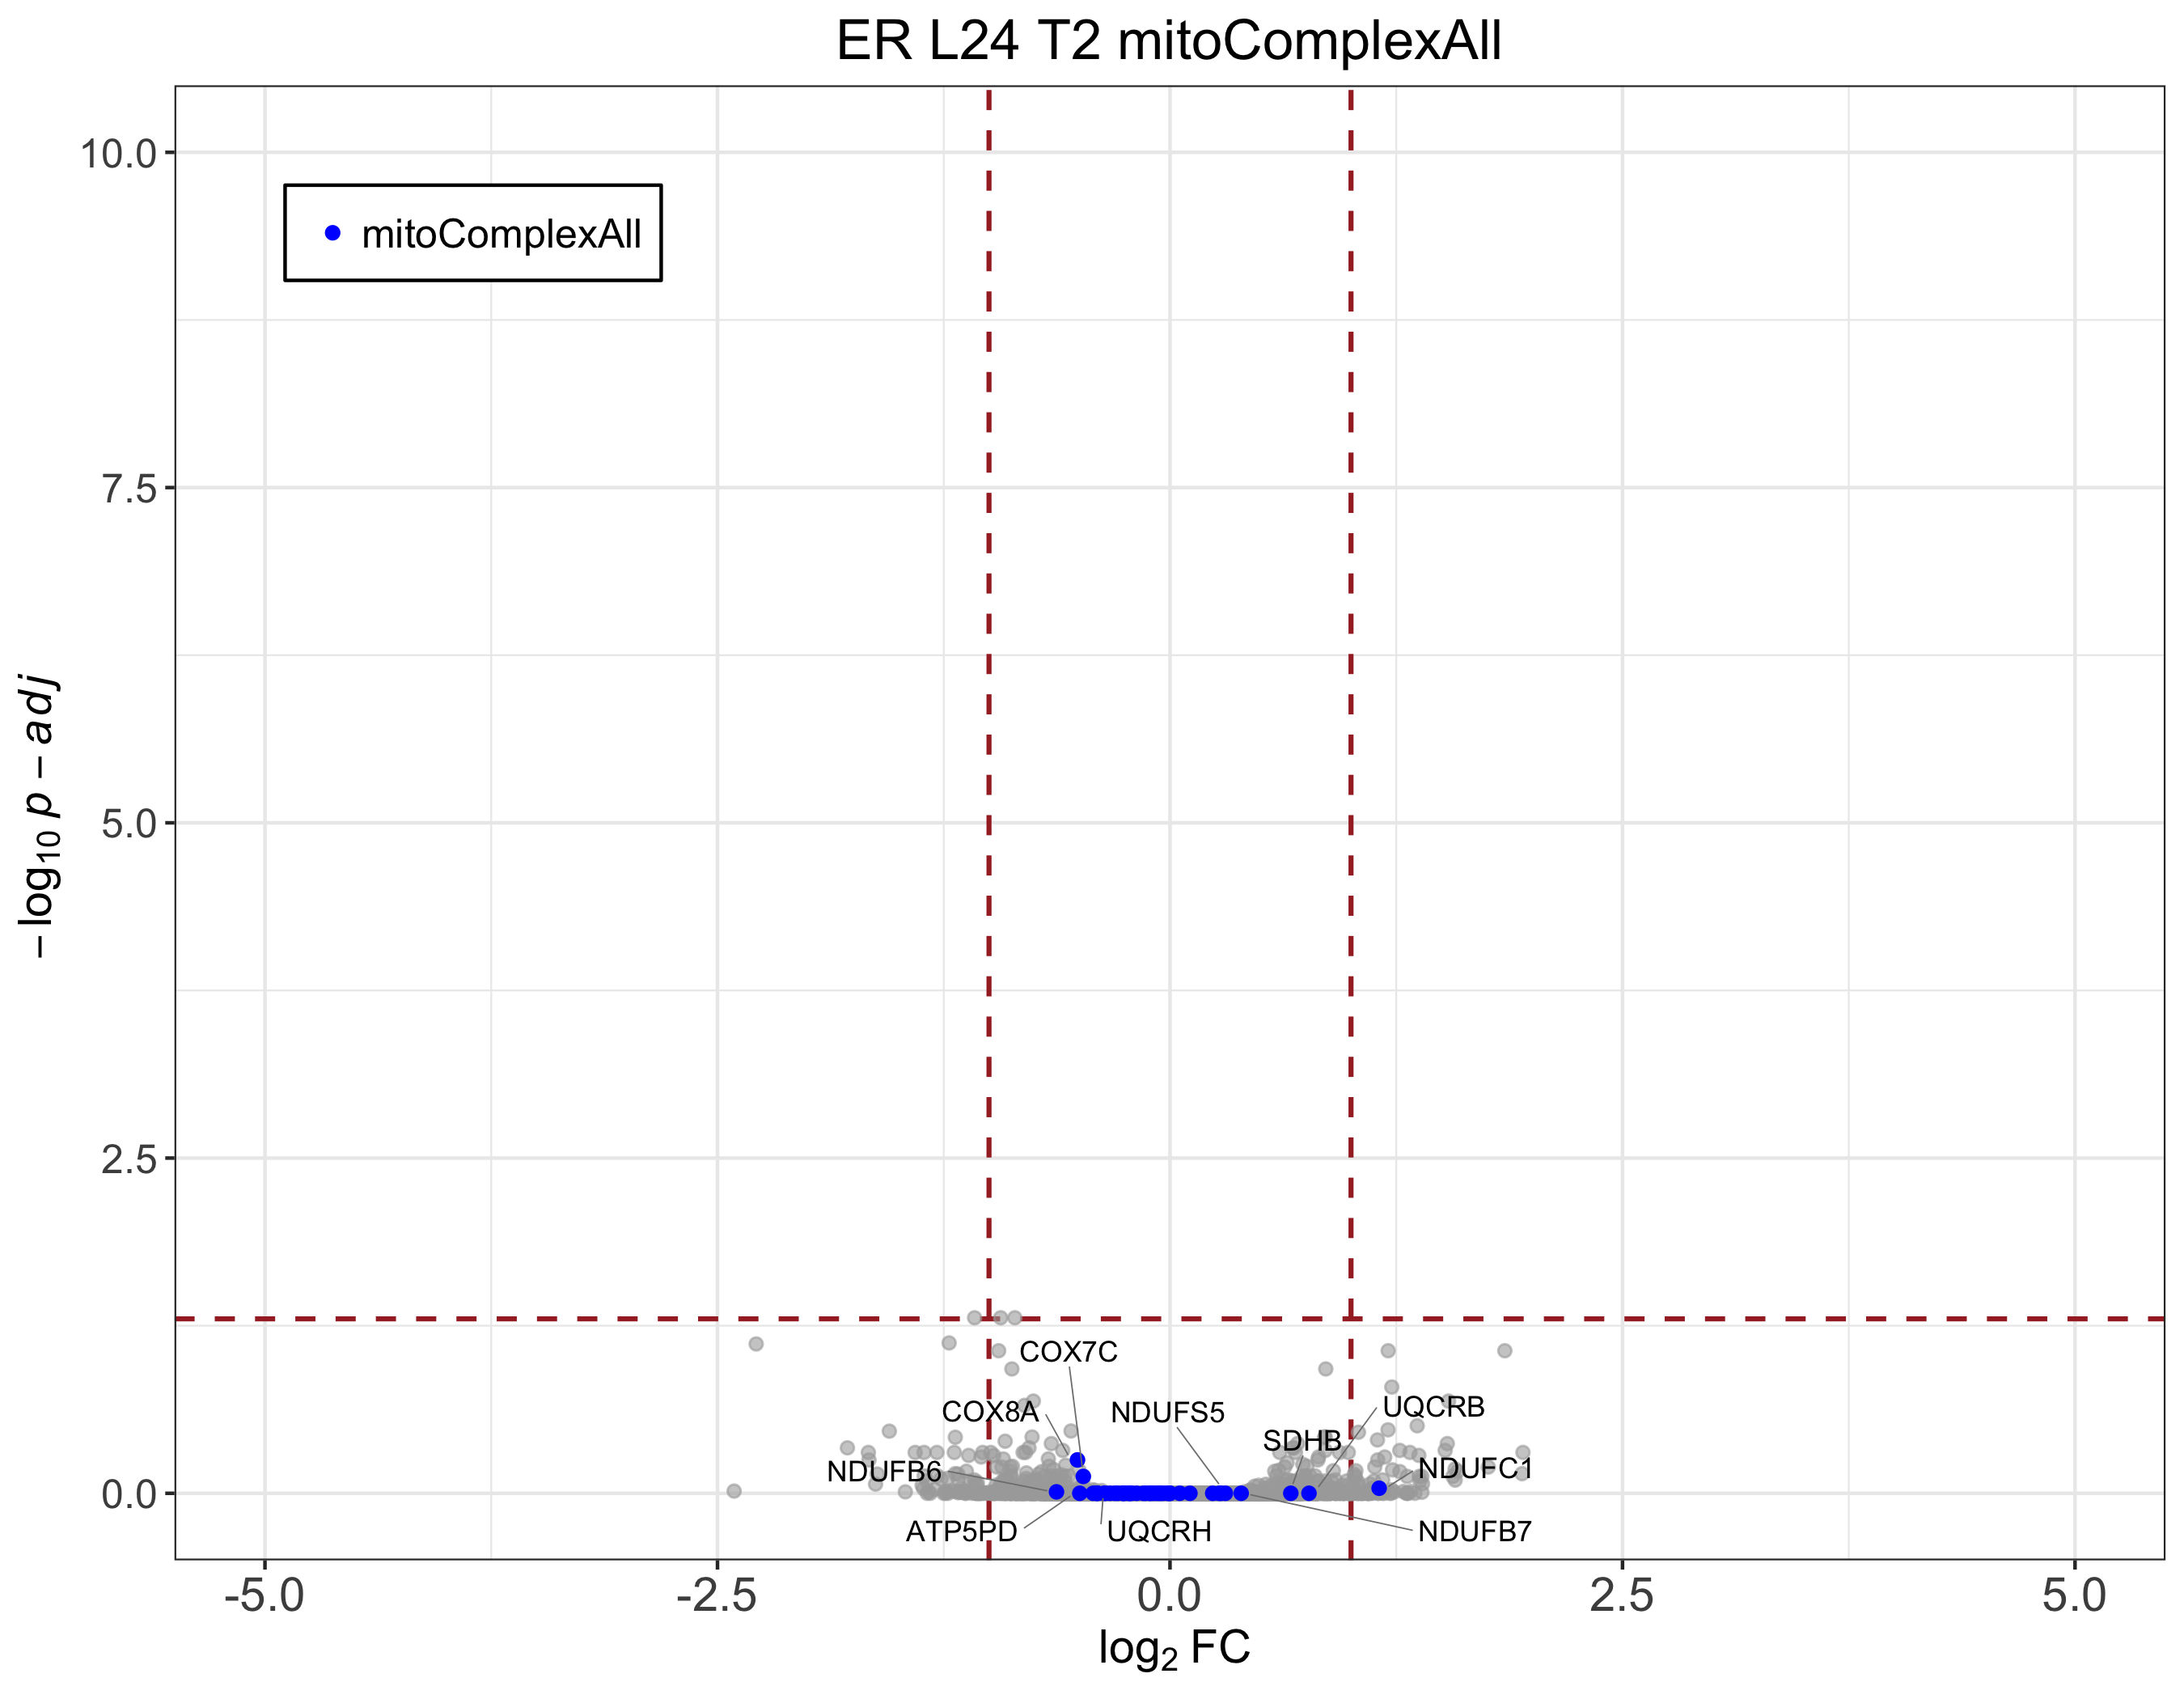 ER L24 T2 mitoComplexAll
10.0
mitoComplexAll
7.5
5.0
2.5
0.0
−log10 p − adj
COX7C
COX8A
NDUFS5
UQCRB
SDHB
NDUFB6
NDUFC1
ATP5PD
UQCRH
NDUFB7
-5.0
-2.5
0.0
2.5
5.0
log2 FC